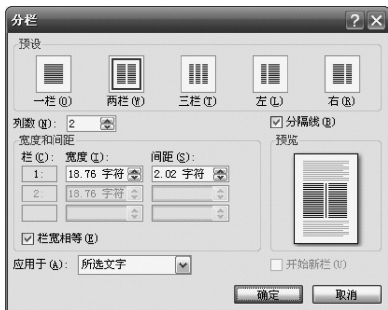 分栏
预设
一栏(O) 两栏(W) 三栏(T) 左(L) 右(R)
列数(N): 2 分隔线(B)
宽度和间距 预览
栏(C): 宽度(I): 间距(S):
1: 18.76 字符 2.02 字符
2: 18.76 字符
栏宽相等(E)
应用于(A): 所选文字 开始新栏(U)
确定 取消